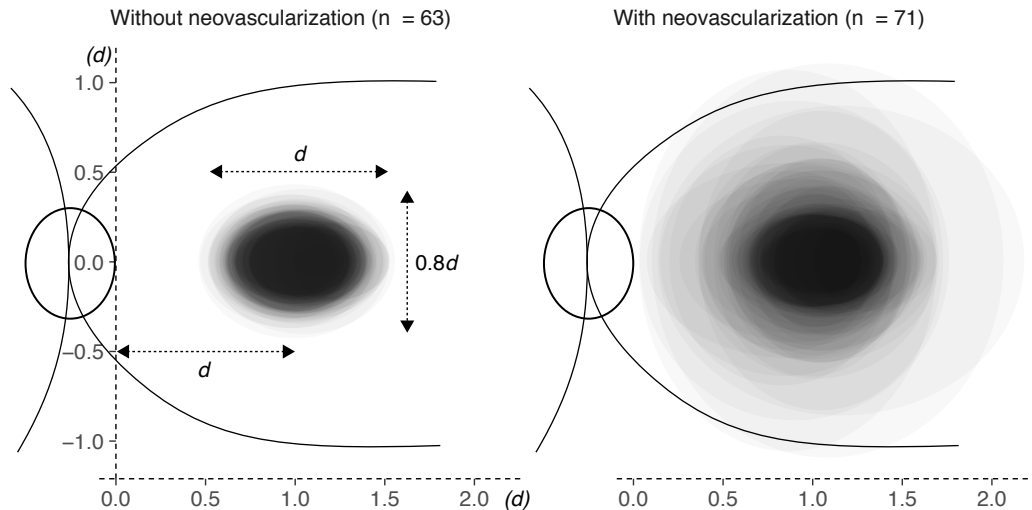 Without neovascularization (n = 63)
With neovascularization (n = 71)
(d)
1.0
0.5
0.0
−0.5
−1.0
d
0.8d
d
0.0 0.5 1.0 1.5 2.0 (d)
0.0 0.5 1.0 1.5 2.0